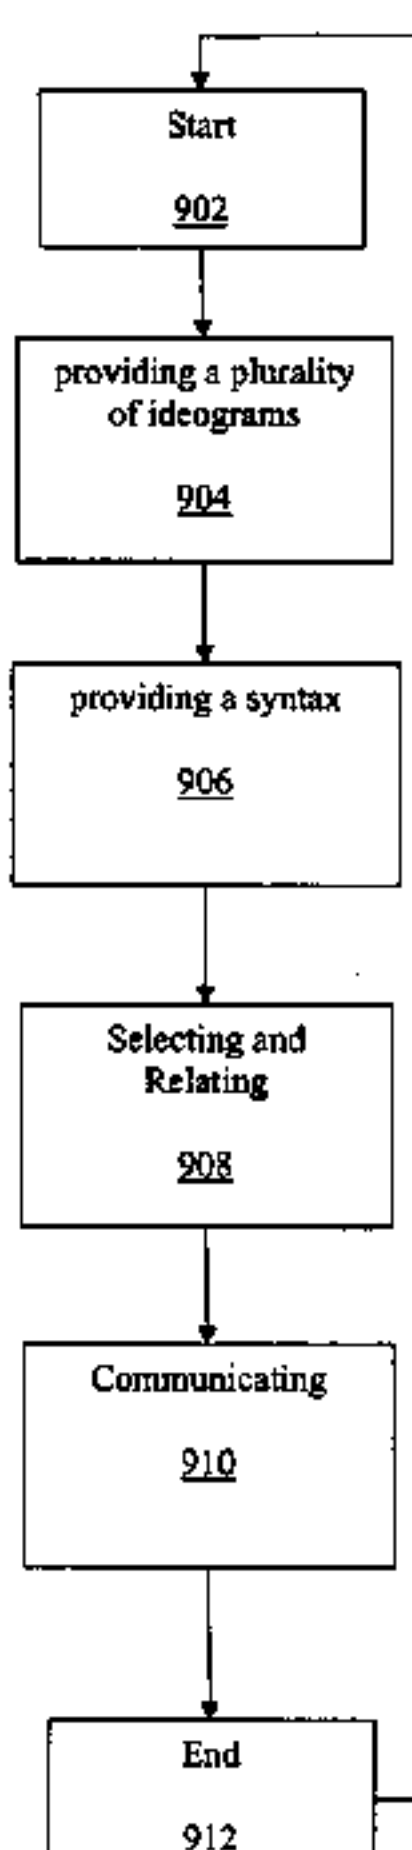 Start
902
providing a plurality
of ideograms
904
providing a syntax
906
Selecting and
Relating
908
Communicating
910
End
912